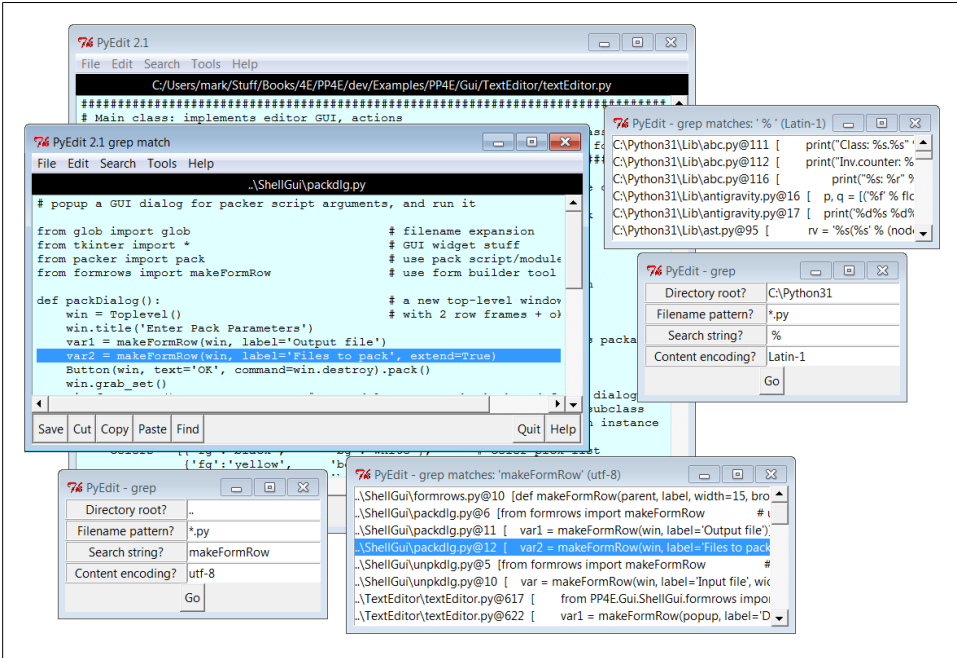 PyEdit 2.1
File Edit Search Tools Help
C:/Users/mark/Stuff/Books/4E/PP4E/dev/Examples/PP4E/Gui/TextEditor/textEditor.py
# Main class: implements editor GUI, actions
PyEdit 2.1 grep match
File Edit Search Tools Help
..\ShellGui\packdlg.py
# popup a GUI dialog for packer script arguments, and run it
from glob import glob # filename expansion
from tkinter import * # GUI widget stuff
from packer import pack # use pack script/module
from formrows import makeFormRow # use form builder tool
def packDialog(): # a new top-level window
win = Toplevel() # with 2 row frames + ok
win.title('Enter Pack Parameters')
var1 = makeFormRow(win, label='Output file')
var2 = makeFormRow(win, label='Files to pack', extend=True)
Button(win, text='OK', command=win.destroy).pack()
win.grab_set()
Save Cut Copy Paste Find Quit Help
s packa
dialog
subclass
n instance
{'fg':'yellow',
PyEdit - grep matches: ' % ' (Latin-1)
C:\Python31\Lib\abc.py@111 [ print("Class: %s.%s"
C:\Python31\Lib\abc.py@112 [ print("Inv.counter: %
C:\Python31\Lib\abc.py@116 [ print("%s: %r" %
C:\Python31\Lib\antigravity.py@16 [ p, q = [('%f' % flo
C:\Python31\Lib\antigravity.py@17 [ print('%d%s %d%
C:\Python31\Lib\ast.py@95 [ rv = '%s(%s' % (node
PyEdit - grep
Directory root? C:\Python31
Filename pattern? *.py
Search string? %
Content encoding? Latin-1
Go
PyEdit - grep
Directory root? ..
Filename pattern? *.py
Search string? makeFormRow
Content encoding? utf-8
Go
PyEdit - grep matches: 'makeFormRow' (utf-8)
..\ShellGui\formrows.py@10 [def makeFormRow(parent, label, width=15, bro
..\ShellGui\packdlg.py@6 [from formrows import makeFormRow # u
..\ShellGui\packdlg.py@11 [ var1 = makeFormRow(win, label='Output file')
..\ShellGui\packdlg.py@12 [ var2 = makeFormRow(win, label='Files to pack
..\ShellGui\unpkdlg.py@5 [from formrows import makeFormRow #
..\ShellGui\unpkdlg.py@10 [ var = makeFormRow(win, label='Input file', wid
..\TextEditor\textEditor.py@617 [ from PP4E.Gui.ShellGui.formrows impor
..\TextEditor\textEditor.py@622 [ var1 = makeFormRow(popup, label='D